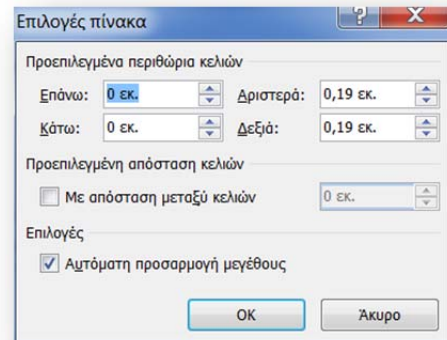 Επιλογές πίνακα
Προεπιλεγμένα περιθώρια κελιών
Επάνω: 0 εκ. Αριστερά: 0,19 εκ.
Κάτω: 0 εκ. Δεξιά: 0,19 εκ.
Προεπιλεγμένη απόσταση κελιών
Με απόσταση μεταξύ κελιών 0 εκ.
Επιλογές
Αυτόματη προσαρμογή μεγέθους
OK Άκυρο